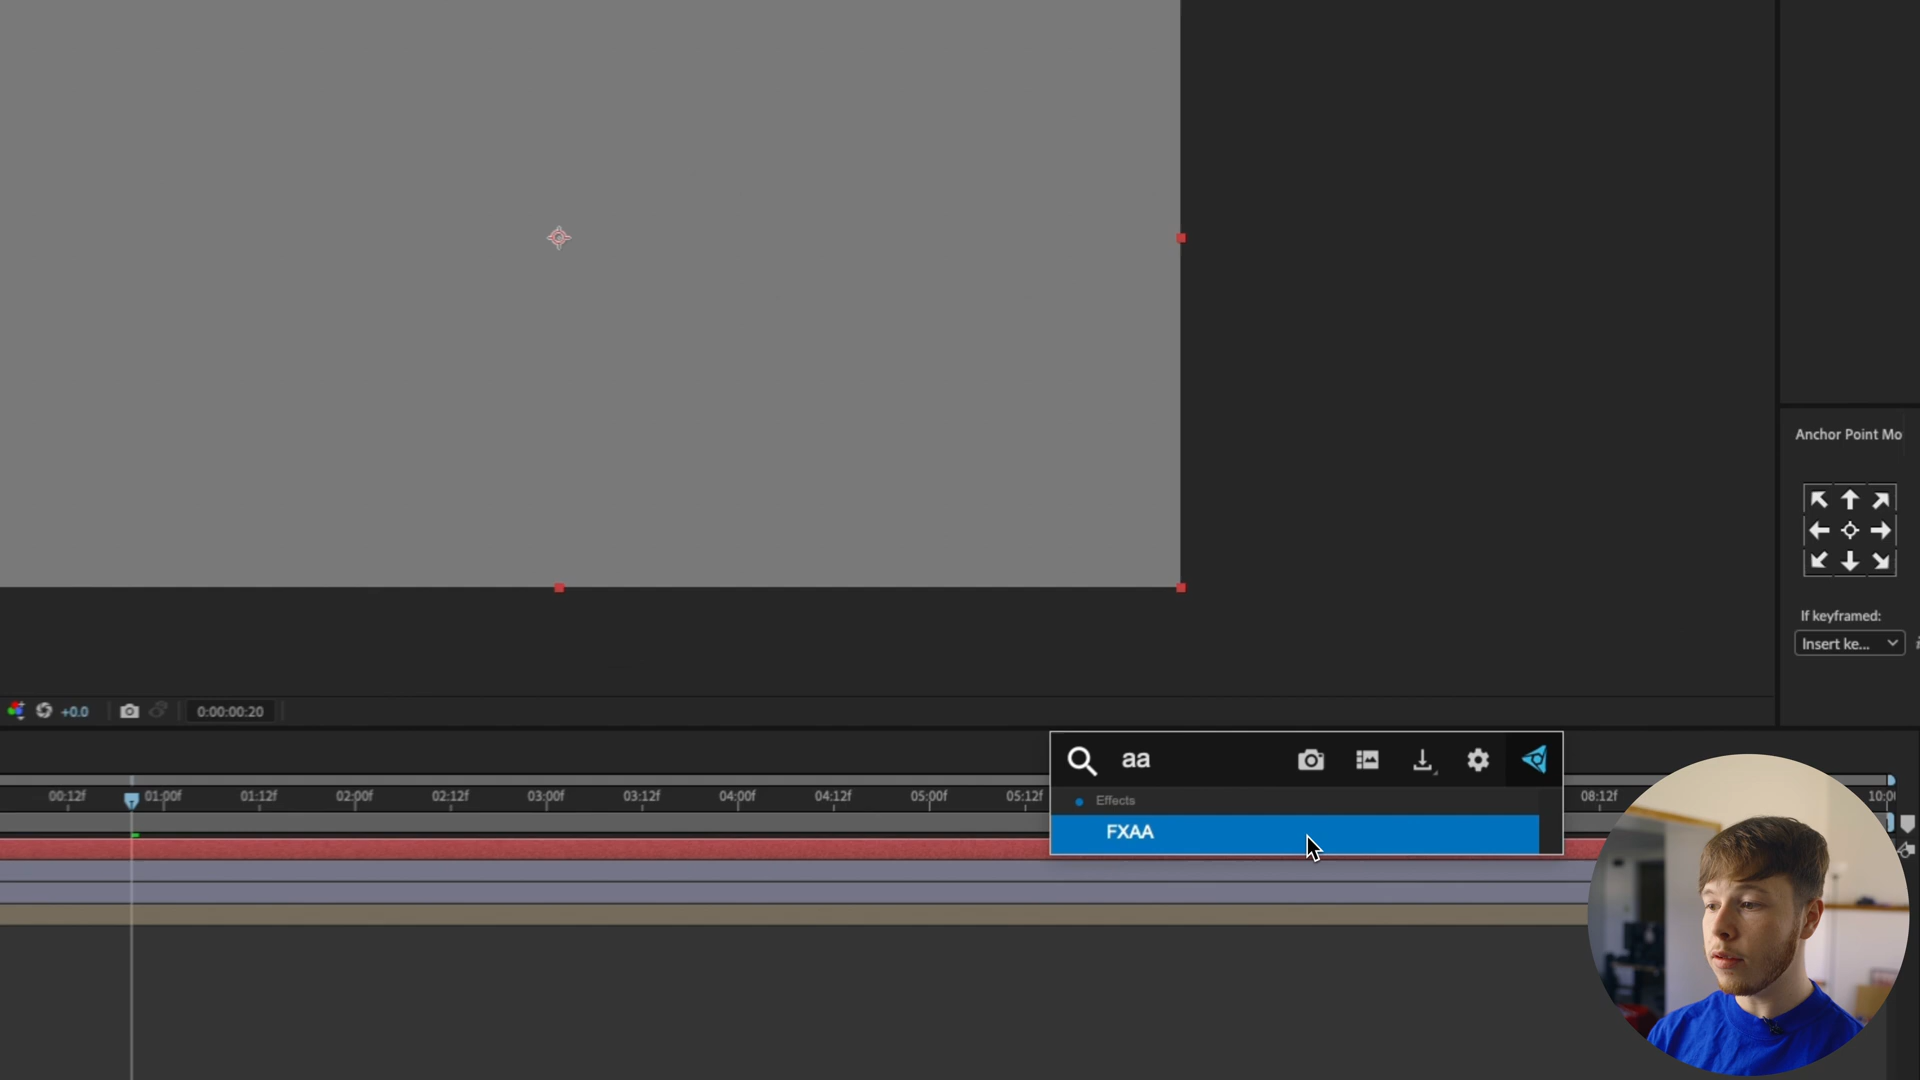 Anchor Point Mo
If keyframed:
Insert ke...
+0.0
0:00:00:20
aa
Effects
FXAA
00:12f 01:00f 01:12f 02:00f 02:12f 03:00f 03:12f 04:00f 04:12f 05:00f 05:12f 08:12f 10:0